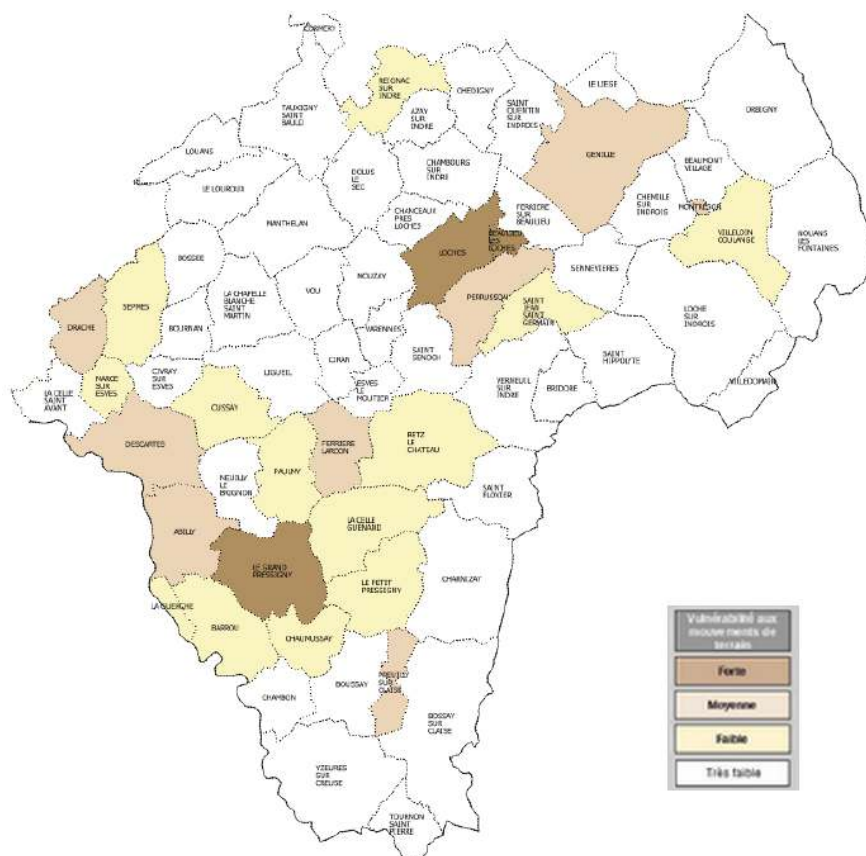 CORMERY
REIGNAC
SUR
INDRE
CHEDIGNY
LE LIEGE
TAUXIGNY
SAINT
BAULD
AZAY
SUR
INDRE
SAINT
QUENTIN
SUR
INDROIS
ORBIGNY
LOUANS
GENILLE
BEAUMONT
VILLAGE
DOLUS
LE
SEC
CHAMBOURG
SUR
INDRE
LE LOUROUX
CHEMILLE
SUR
INDROIS
MONTRESOR
CHANCEAUX
PRES
LOCHES
FERRIERE
SUR
BEAULIEU
MANTHELAN
BEAULIEU
LES
LOCHES
VILLELOIN
COULANGE
NOUANS
LES
FONTAINES
BOSSEE
LOCHES
MOUZAY
SENNEVIERES
LA CHAPELLE
BLANCHE
SAINT
MARTIN
VOU
SEPMES
PERRUSSON
SAINT
JEAN
SAINT
GERMAIN
LOCHE
SUR
INDROIS
DRACHE
BOURNAN
VARENNES
SAINT
SENOCH
SAINT
HIPPOLYTE
CIRAN
LIGUEIL
CIVRAY
SUR
ESVES
MARCE
SUR
ESVES
LA CELLE
SAINT
AVANT
ESVES
LE
MOUTIER
VERNEUIL
SUR
INDRE
BRIDORE
VILLEDOMAIN
CUSSAY
DESCARTES
FERRIERE
LARCON
BETZ
LE
CHATEAU
PAULMY
NEUILLY
LE
BRIGNON
SAINT
FLOVIER
LA CELLE
GUENAND
ABILLY
LE GRAND
PRESSIGNY
LE PETIT
PRESSIGNY
CHARNIZAY
LA GUERCHE
BARROU
CHAUMUSSAY
PREUILLY
SUR
CLAISE
BOUSSAY
CHAMBON
BOSSAY
SUR
CLAISE
YZEURES
SUR
CREUSE
TOURNON
SAINT
PIERRE
Vulnérabilité aux
mouvements de
terrain
Forte
Moyenne
Faible
Très faible